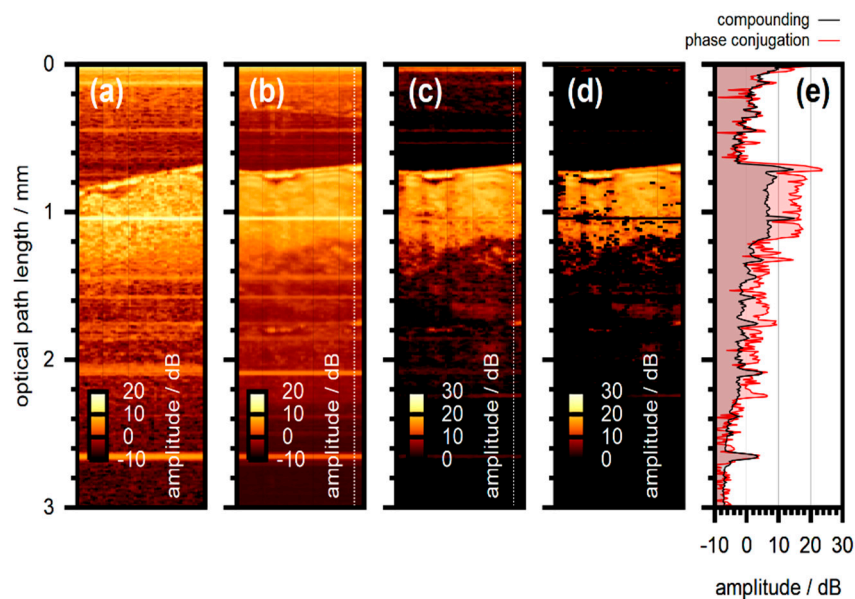 compounding
phase conjugation
0
1
2
3
optical path length / mm
(a)
(b)
(c)
(d)
(e)
20
10
0
-10
amplitude / dB
20
10
0
-10
amplitude / dB
30
20
10
0
amplitude / dB
30
20
10
0
amplitude / dB
-10 0 10 20 30
amplitude / dB